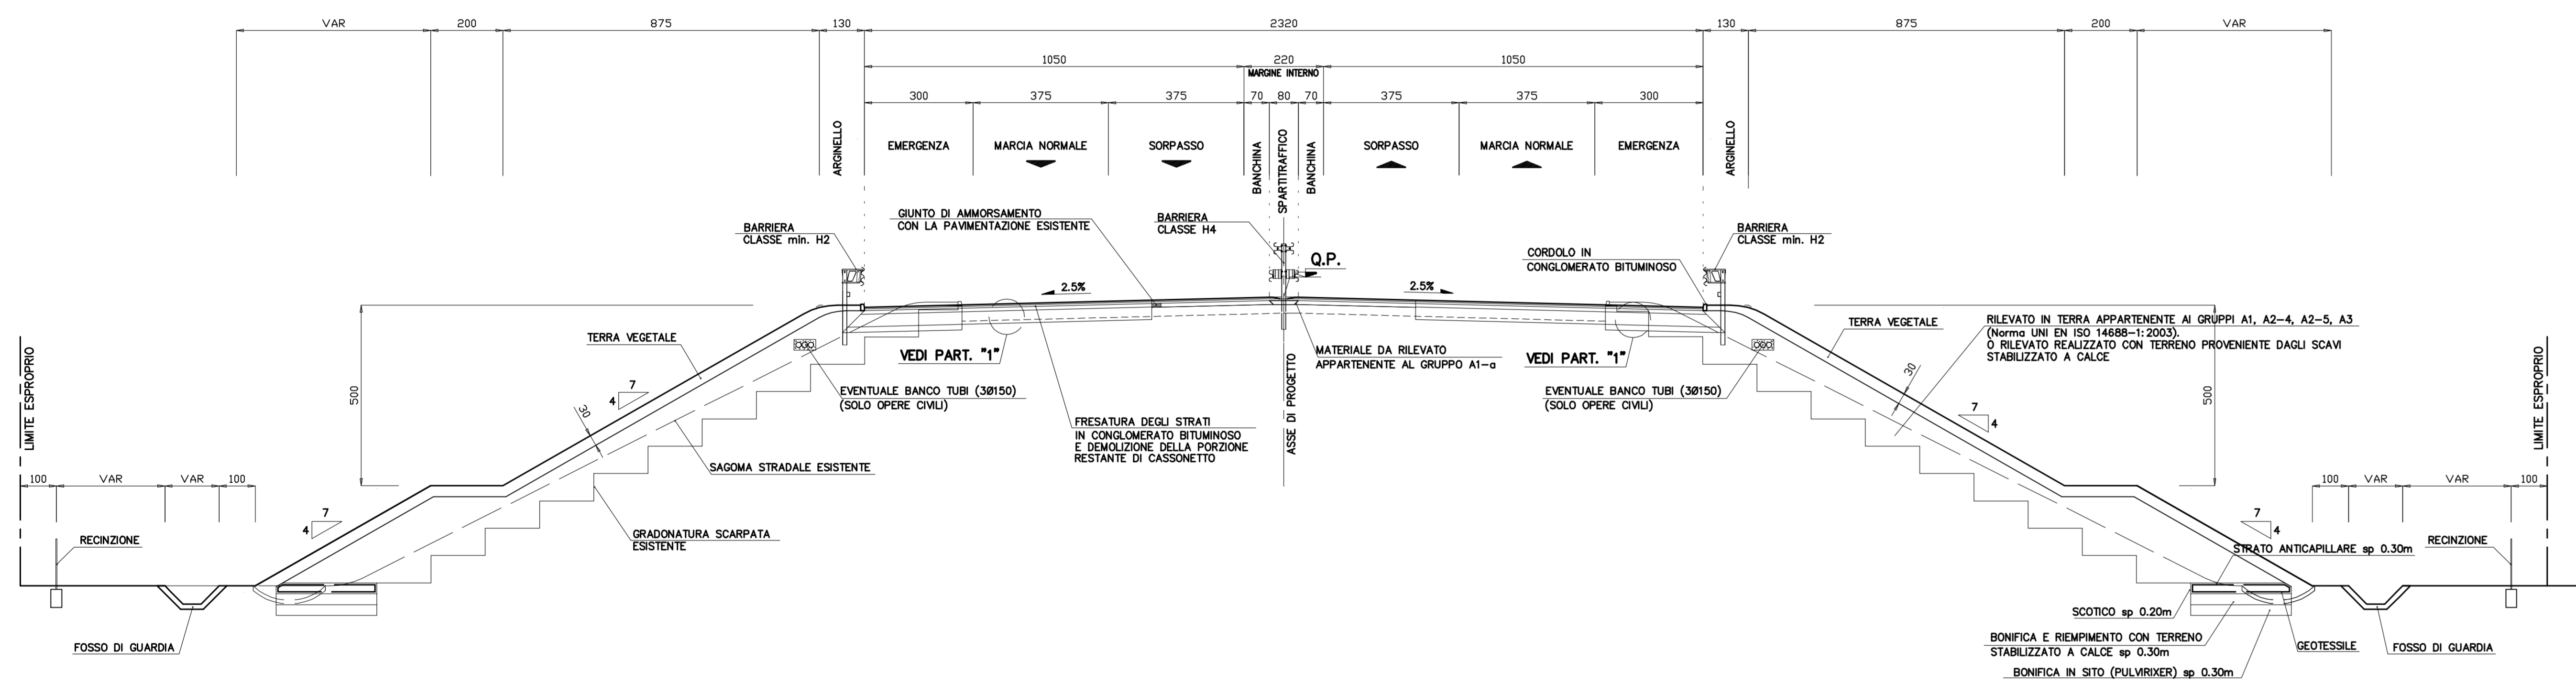 VAR 200 875 130 2320 130 875 200 VAR
1050 220 1050
MARGINE INTERNO
300 375 375 70 80 70 375 375 300
ARGINELLO
EMERGENZA
MARCIA NORMALE
SORPASSO
BANCHINA
SPARTITRAFFICO
BANCHINA
SORPASSO
MARCIA NORMALE
EMERGENZA
ARGINELLO
BARRIERA
CLASSE min. H2
GIUNTO DI AMMORSAMENTO
CON LA PAVIMENTAZIONE ESISTENTE
BARRIERA
CLASSE H4
Q.P.
CORDOLO IN
CONGLOMERATO BITUMINOSO
BARRIERA
CLASSE min. H2
2.5%
2.5%
TERRA VEGETALE
VEDI PART. "1"
MATERIALE DA RILEVATO
APPARTENENTE AL GRUPPO A1-a
VEDI PART. "1"
TERRA VEGETALE
RILEVATO IN TERRA APPARTENENTE AI GRUPPI A1, A2-4, A2-5, A3
(Norma UNI EN ISO 14688-1:2003).
O RILEVATO REALIZZATO CON TERRENO PROVENIENTE DAGLI SCAVI
STABILIZZATO A CALCE
LIMITE ESPROPRIO
500
7
4
30
EVENTUALE BANCO TUBI (3Ø150)
(SOLO OPERE CIVILI)
FRESATURA DEGLI STRATI
IN CONGLOMERATO BITUMINOSO
E DEMOLIZIONE DELLA PORZIONE
RESTANTE DI CASSONETTO
ASSE DI PROGETTO
EVENTUALE BANCO TUBI (3Ø150)
(SOLO OPERE CIVILI)
30
7
4
500
LIMITE ESPROPRIO
SAGOMA STRADALE ESISTENTE
100 VAR VAR 100
100 VAR VAR 100
7
4
GRADONATURA SCARPATA
ESISTENTE
RECINZIONE
7
4
STRATO ANTICAPILLARE sp 0.30m
RECINZIONE
FOSSO DI GUARDIA
SCOTICO sp 0.20m
BONIFICA E RIEMPIMENTO CON TERRENO
STABILIZZATO A CALCE sp 0.30m
GEOTESSILE
FOSSO DI GUARDIA
BONIFICA IN SITO (PULVIRIXER) sp 0.30m